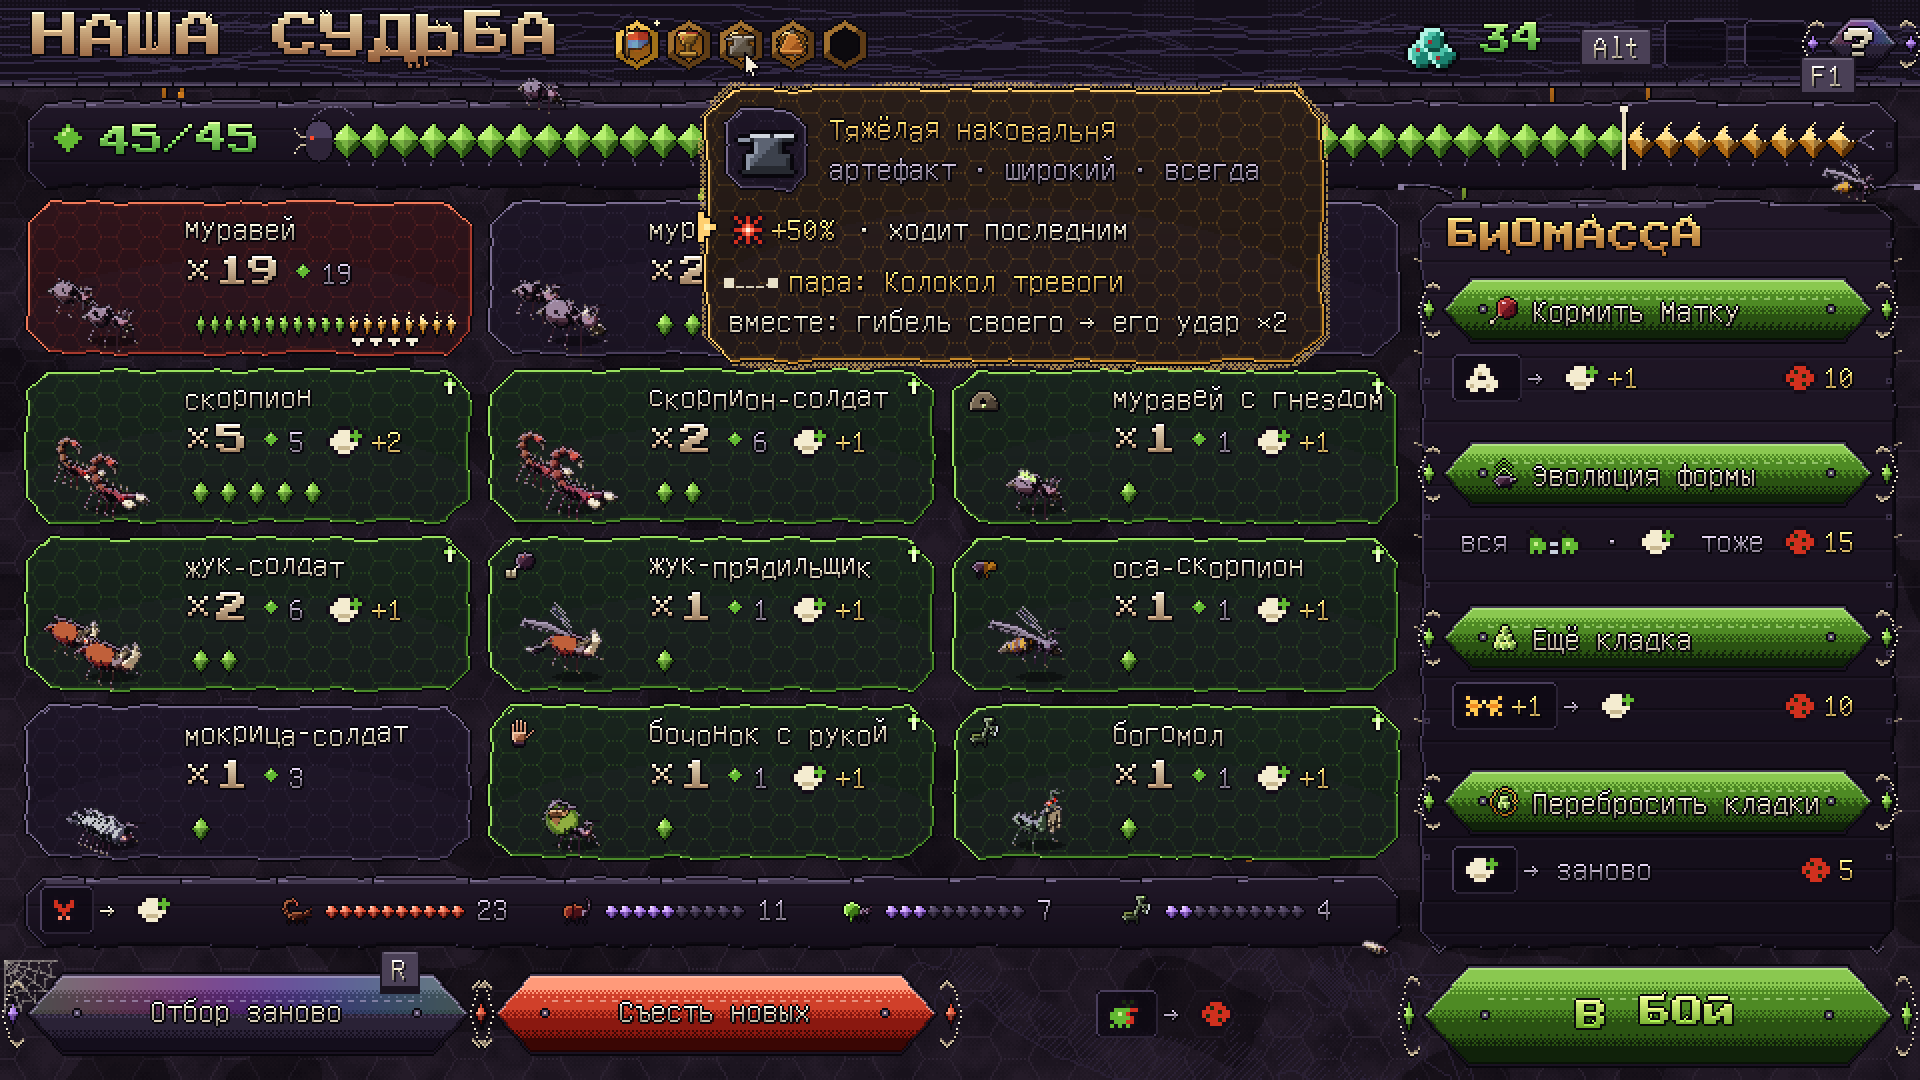 НАША СУДЬБА
34
Alt
F1
45/45
Тяжёлая наковальня
артефакт · широкий · всегда
+50% · ходит последним
пара: Колокол тревоги
вместе: гибель своего → его удар ×2
муравей
×19 19
БИОМАССА
Кормить Матку
→ +1 10
Эволюция формы
вся · тоже 15
Ещё кладка
+1 → 10
Перебросить кладки
→ заново 5
скорпион
×5 5 +2
скорпион-солдат
×2 6 +1
муравей с гнездом
×1 1 +1
жук-солдат
×2 6 +1
жук-прядильщик
×1 1 +1
оса-скорпион
×1 1 +1
мокрица-солдат
×1 3
бочонок с рукой
×1 1 +1
богомол
×1 1 +1
→ 23 11 7 4
R
Отбор заново
Съесть новых
→
В БОЙ